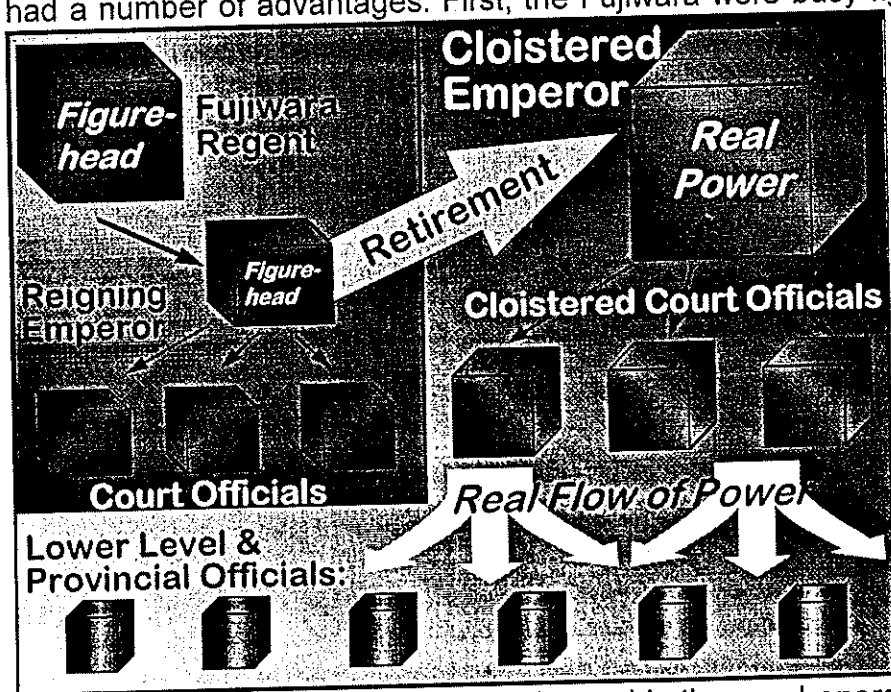 had a number of advantages. First, the Fujiwara were busy
Cloistered
Emperor
Figure-
head
Fujiwara
Regent
Real
Power
Retirement
Figure-
head
Reigning
Emperor
Cloistered Court Officials
Court Officials
Real Flow of Power
Lower Level &
Provincial Officials: